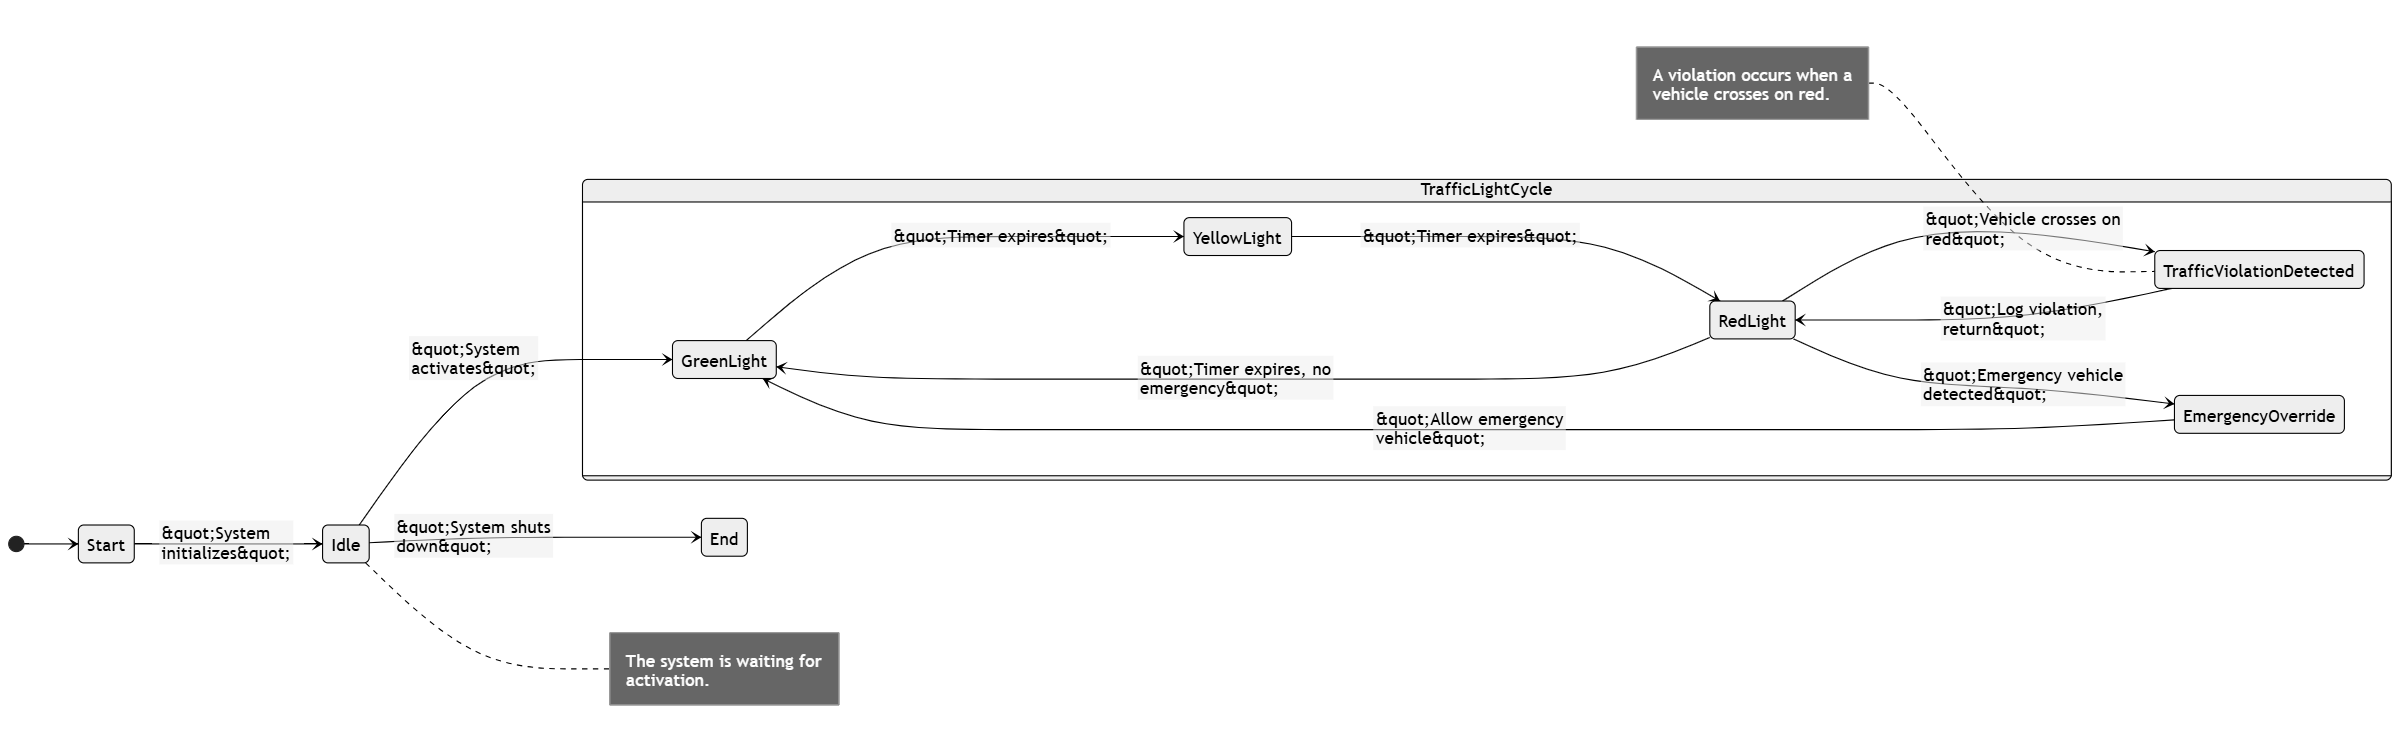 A violation occurs when a
vehicle crosses on red.
TrafficLightCycle
&quot;Timer expires&quot;
YellowLight
&quot;Timer expires&quot;
&quot;Vehicle crosses on
red&quot;
TrafficViolationDetected
&quot;Log violation,
return&quot;
RedLight
&quot;System
activates&quot;
GreenLight
&quot;Timer expires, no
emergency&quot;
&quot;Emergency vehicle
detected&quot;
&quot;Allow emergency
vehicle&quot;
EmergencyOverride
Start
&quot;System
initializes&quot;
Idle
&quot;System shuts
down&quot;
End
The system is waiting for
activation.